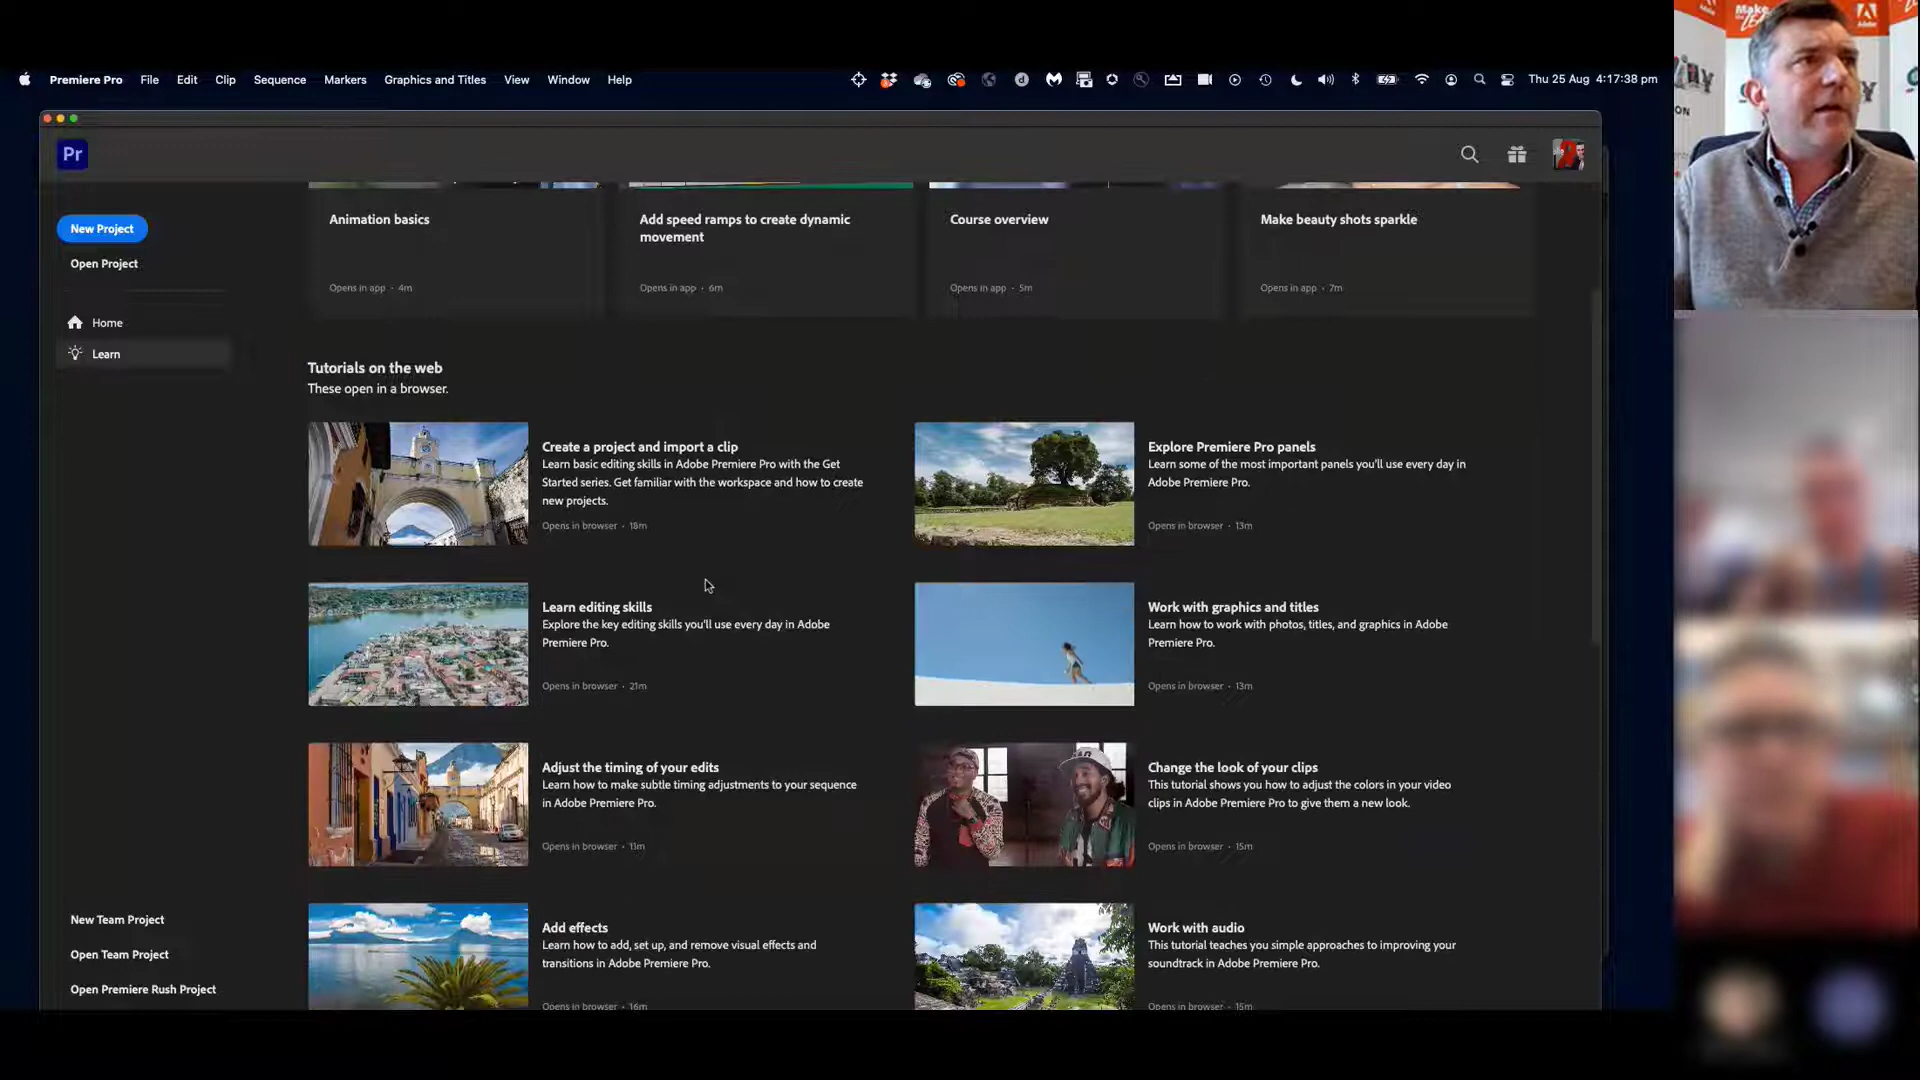 Premiere Pro File Edit Clip Sequence Markers Graphics and Titles View Window Help
Thu 25 Aug 4:17:38 pm
Pr
New Project
Open Project
Home
Learn
New Team Project
Open Team Project
Open Premiere Rush Project
Animation basics
Opens in app · 4m
Add speed ramps to create dynamic
movement
Opens in app · 6m
Course overview
Opens in app · 5m
Make beauty shots sparkle
Opens in app · 7m
Tutorials on the web
These open in a browser.
Create a project and import a clip
Learn basic editing skills in Adobe Premiere Pro with the Get
Started series. Get familiar with the workspace and how to create
new projects.
Opens in browser · 18m
Explore Premiere Pro panels
Learn some of the most important panels you'll use every day in
Adobe Premiere Pro.
Opens in browser · 13m
Learn editing skills
Explore the key editing skills you'll use every day in Adobe
Premiere Pro.
Opens in browser · 21m
Work with graphics and titles
Learn how to work with photos, titles, and graphics in Adobe
Premiere Pro.
Opens in browser · 13m
Adjust the timing of your edits
Learn how to make subtle timing adjustments to your sequence
in Adobe Premiere Pro.
Opens in browser · 11m
Change the look of your clips
This tutorial shows you how to adjust the colors in your video
clips in Adobe Premiere Pro to give them a new look.
Opens in browser · 15m
Add effects
Learn how to add, set up, and remove visual effects and
transitions in Adobe Premiere Pro.
Opens in browser · 16m
Work with audio
This tutorial teaches you simple approaches to improving your
soundtrack in Adobe Premiere Pro.
Opens in browser · 15m
Adobe